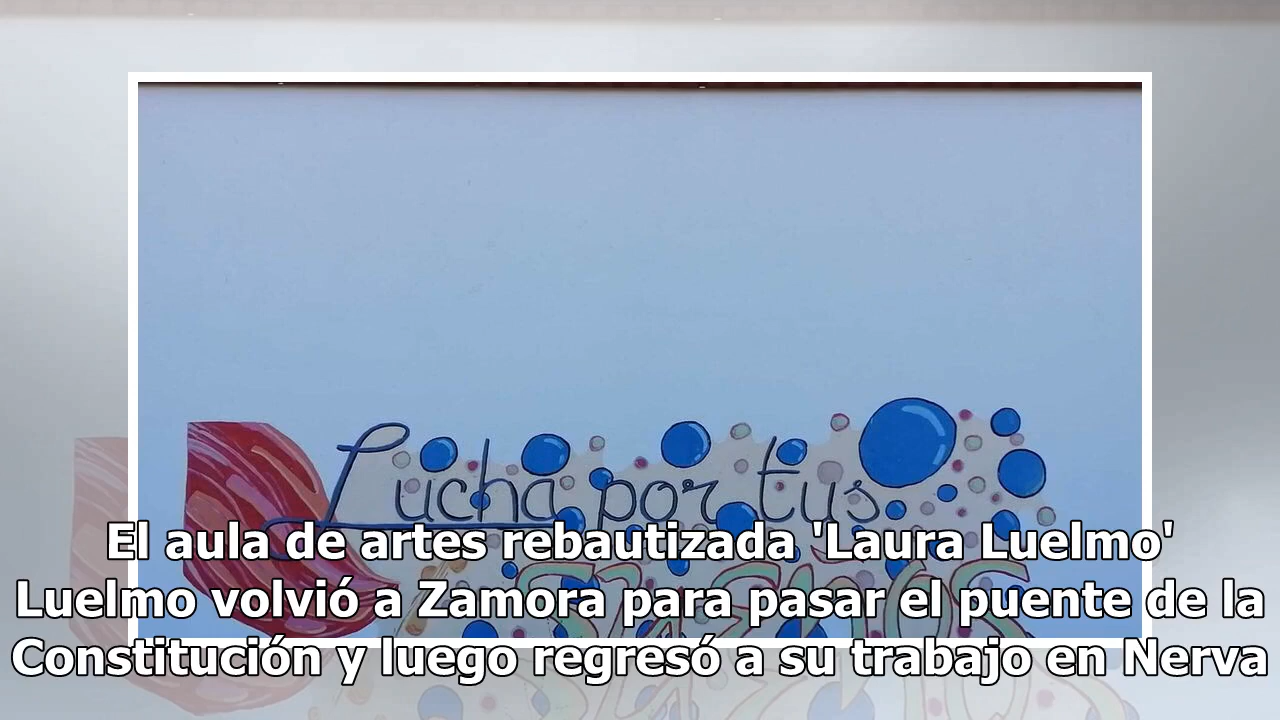 Lucha por tus
SUEÑOS
El aula de artes rebautizada 'Laura Luelmo'
Luelmo volvió a Zamora para pasar el puente de la
Constitución y luego regresó a su trabajo en Nerva